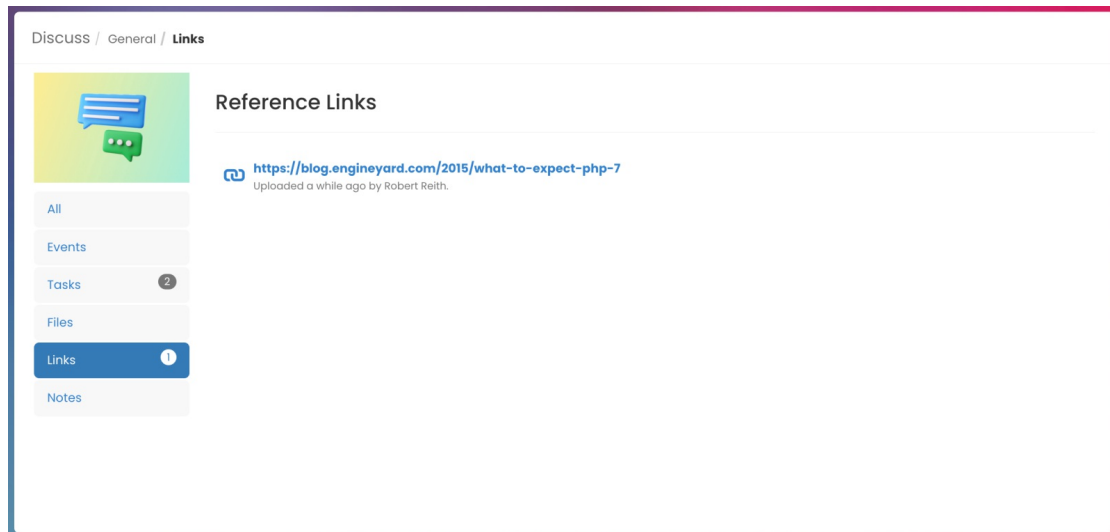 Discuss / General / Links
Reference Links
https://blog.engineyard.com/2015/what-to-expect-php-7
Uploaded a while ago by Robert Reith.
All
Events
Tasks 2
Files
Links 1
Notes